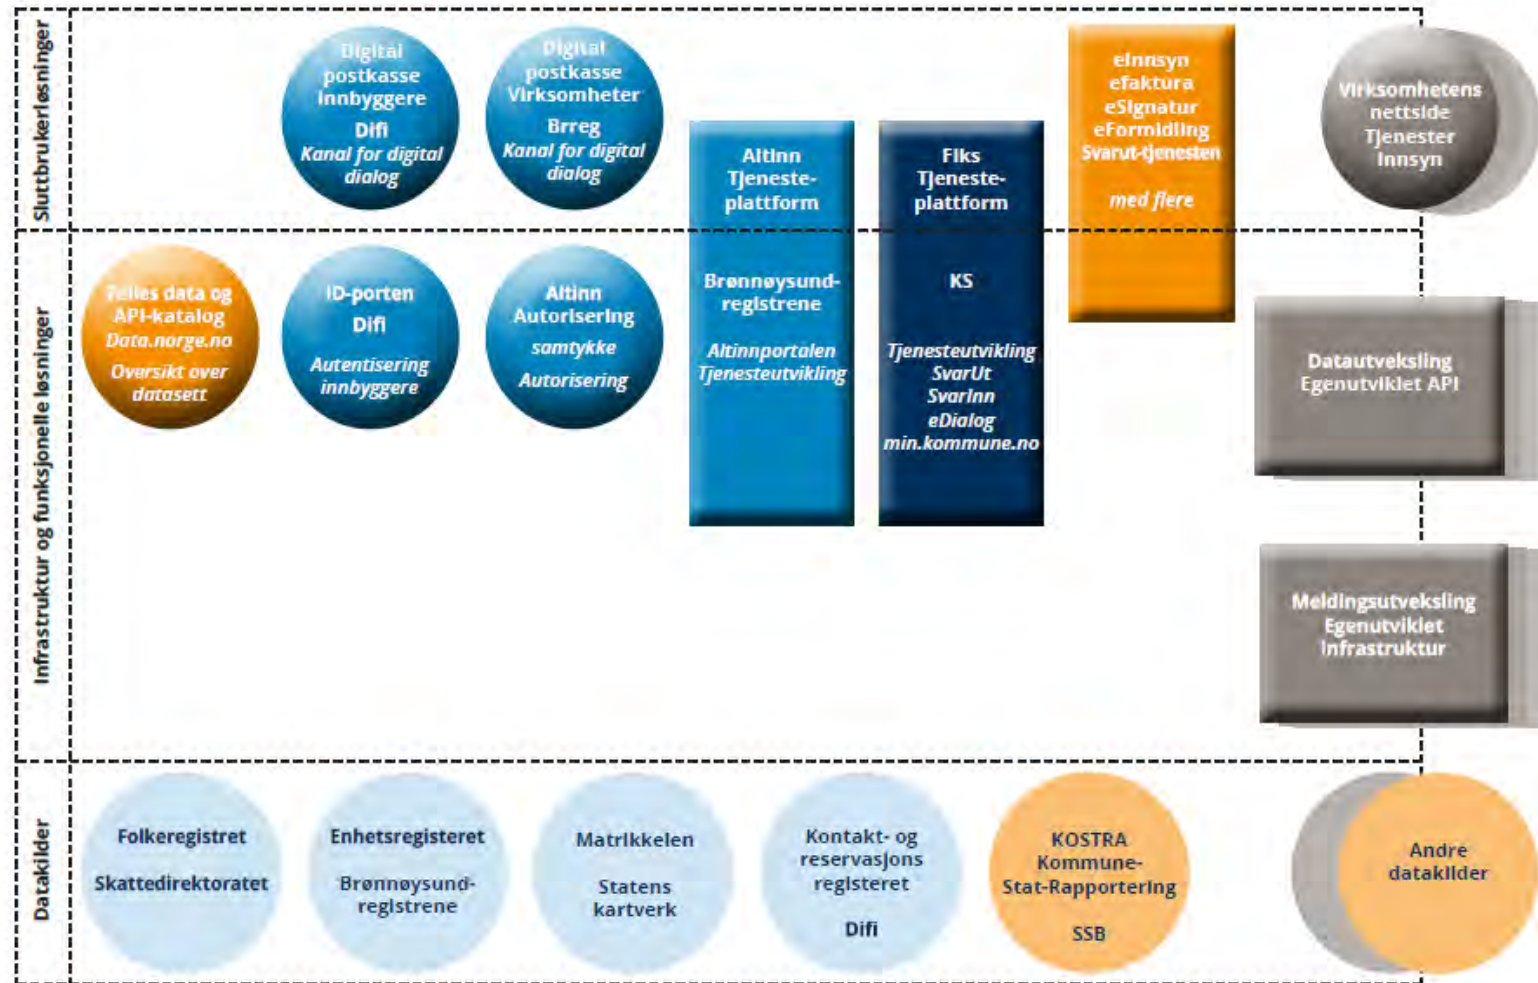 Sluttbrukerløsninger
Digital
postkasse
Innbyggere
Difi
Kanal for digital
dialog
Digital
postkasse
Virksomheter
Brreg
Kanal for digital
dialog
Altinn
Tjeneste-
plattform
Brønnøysund-
registrene
Altinnportalen
Tjenesteutvikling
Fiks
Tjeneste-
plattform
KS
Tjenesteutvikling
SvarUt
SvarInn
eDialog
min.kommune.no
eInnsyn
efaktura
eSignatur
eFormidling
Svarut-tjenesten
med flere
Virksomhetens
nettside
Tjenester
Innsyn
Infrastruktur og funksjonelle løsninger
Felles data og
API-katalog
Data.norge.no
Oversikt over
datasett
ID-porten
Difi
Autentisering
innbyggere
Altinn
Autorisering
samtykke
Autorisering
Datautveksling
Egenutviklet API
Meldingsutveksling
Egenutviklet
Infrastruktur
Datakilder
Folkeregistret
Skattedirektoratet
Enhetsregisteret
Brønnøysund-
registrene
Matrikkelen
Statens
kartverk
Kontakt- og
reservasjons
registeret
Difi
KOSTRA
Kommune-
Stat-Rapportering
SSB
Andre
datakilder